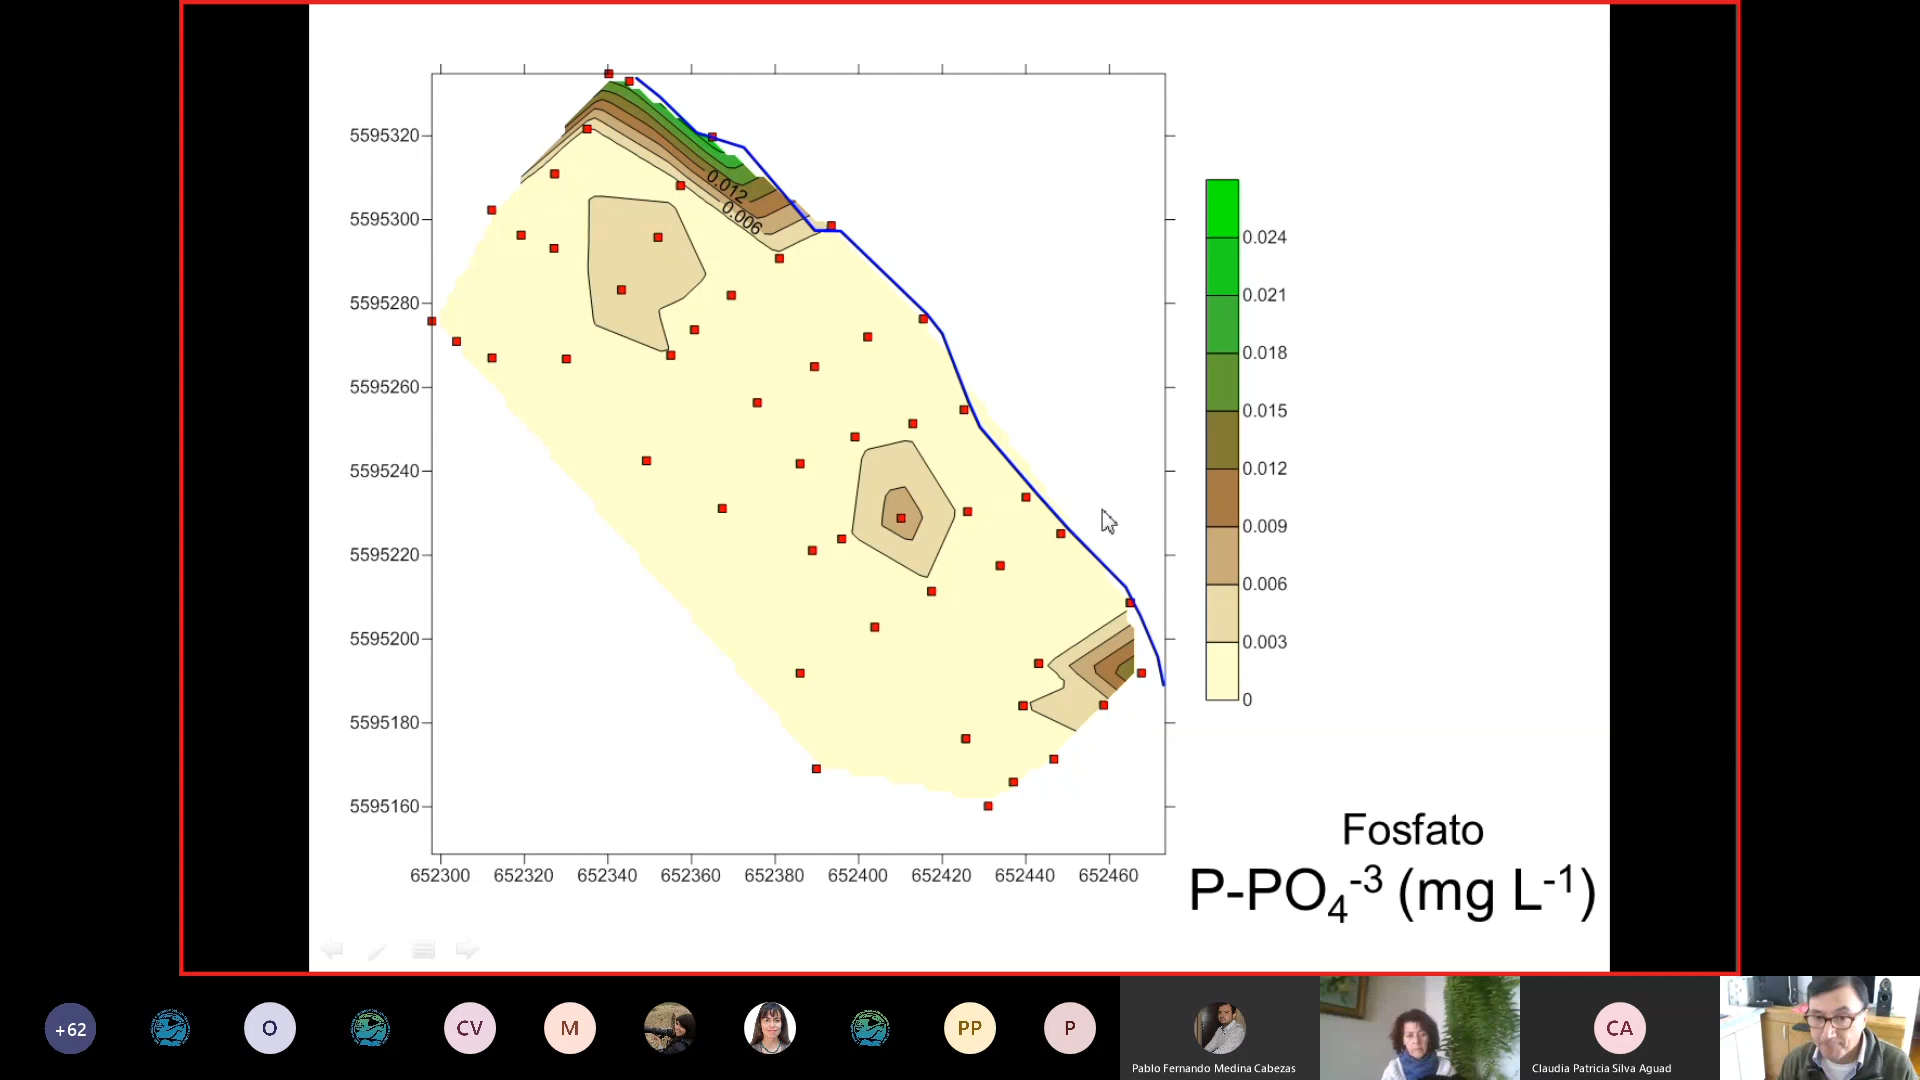 5595320
5595300
5595280
5595260
5595240
5595220
5595200
5595180
5595160
652300 652320 652340 652360 652380 652400 652420 652440 652460
0.012
0.006
0.024
0.021
0.018
0.015
0.012
0.009
0.006
0.003
0
Fosfato
P-PO₄⁻³ (mg L⁻¹)
+62
O
CV
M
PP
P
Pablo Fernando Medina Cabezas
CA
Claudia Patricia Silva Aguad